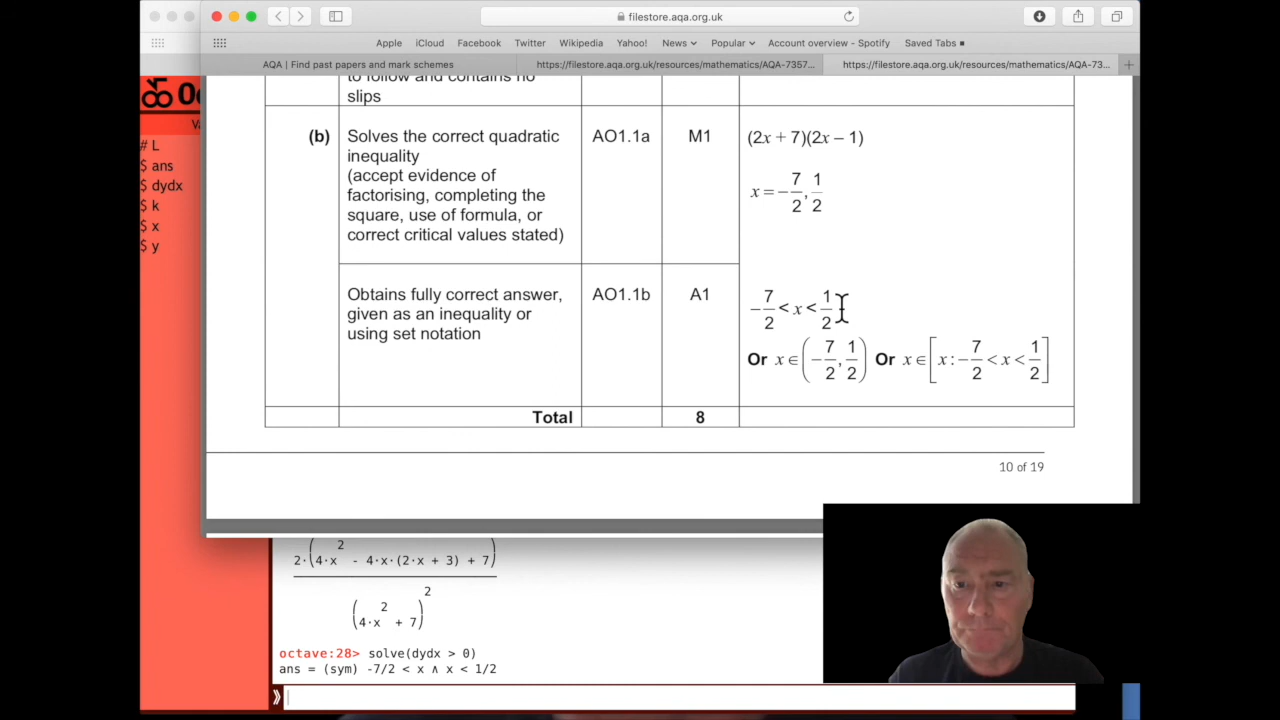 filestore.aqa.org.uk
Apple iCloud Facebook Twitter Wikipedia Yahoo! News Popular Account overview - Spotify Saved Tabs
AQA | Find past papers and mark schemes
https://filestore.aqa.org.uk/resources/mathematics/AQA-7357...
https://filestore.aqa.org.uk/resources/mathematics/AQA-73...
# L
$ ans
$ dydx
$ k
$ x
$ y
to follow and contains no
slips
(b) Solves the correct quadratic
inequality
(accept evidence of
factorising, completing the
square, use of formula, or
correct critical values stated)
AO1.1a
M1
(2x + 7)(2x – 1)
x = −7/2, 1/2
Obtains fully correct answer,
given as an inequality or
using set notation
AO1.1b
A1
−7/2 < x < 1/2
Or x ∈ (−7/2, 1/2) Or x ∈ [x : −7/2 < x < 1/2]
Total 8
10 of 19
2
2·(4·x - 4·x·(2·x + 3) + 7)
2
2
(4·x + 7)
octave:28> solve(dydx > 0)
ans = (sym) -7/2 < x ∧ x < 1/2